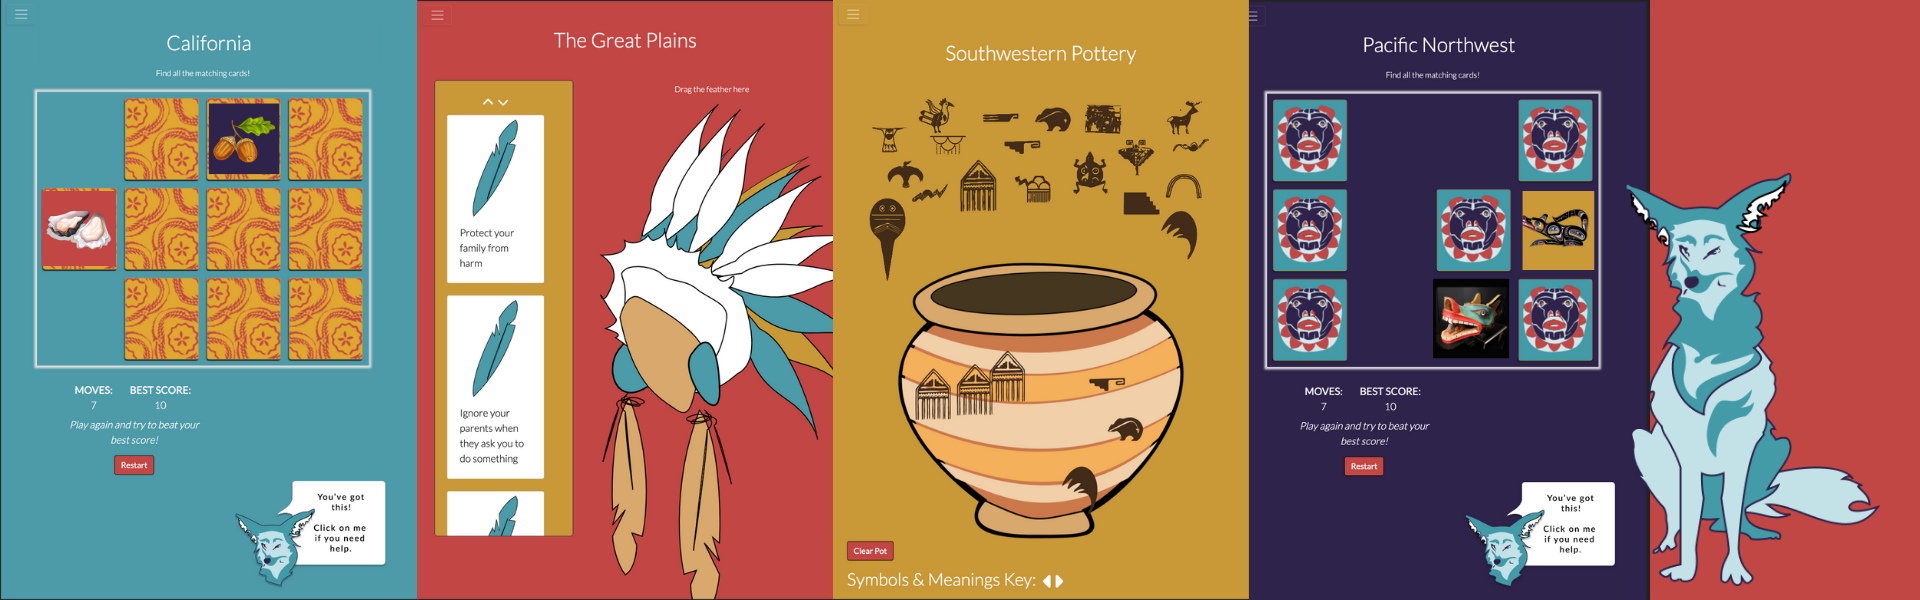 California
Find all the matching cards!
MOVES:
BEST SCORE:
7
10
Play again and try to beat your
best score!
Restart
You've got
this!
Click on me
if you need
help.
The Great Plains
Drag the feather here
Protect your
family from
harm
Ignore your
parents when
they ask you to
do something
Southwestern Pottery
Clear Pot
Symbols & Meanings Key:
Pacific Northwest
Find all the matching cards!
MOVES:
BEST SCORE:
7
10
Play again and try to beat your
best score!
Restart
You've got
this!
Click on me
if you need
help.